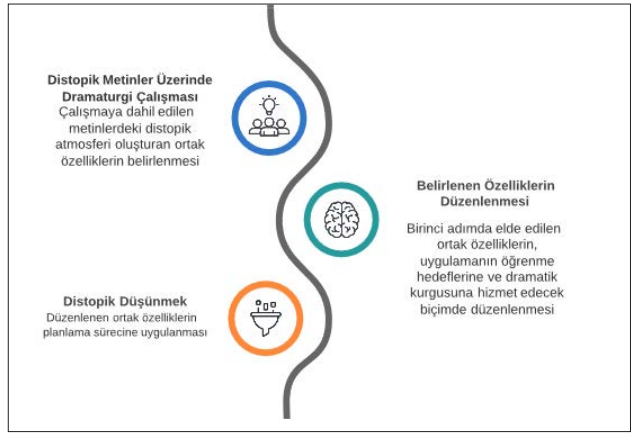 Distopik Metinler Üzerinde
Dramaturgi Çalışması
Çalışmaya dahil edilen
metinlerdeki distopik
atmosferi oluşturan ortak
özelliklerin belirlenmesi
Belirlenen Özelliklerin
Düzenlenmesi
Birinci adımda elde edilen
ortak özelliklerin,
uygulamanın öğrenme
hedeflerine ve dramatik
kurgusuna hizmet edecek
biçimde düzenlenmesi
Distopik Düşünmek
Düzenlenen ortak özelliklerin
planlama sürecine uygulanması